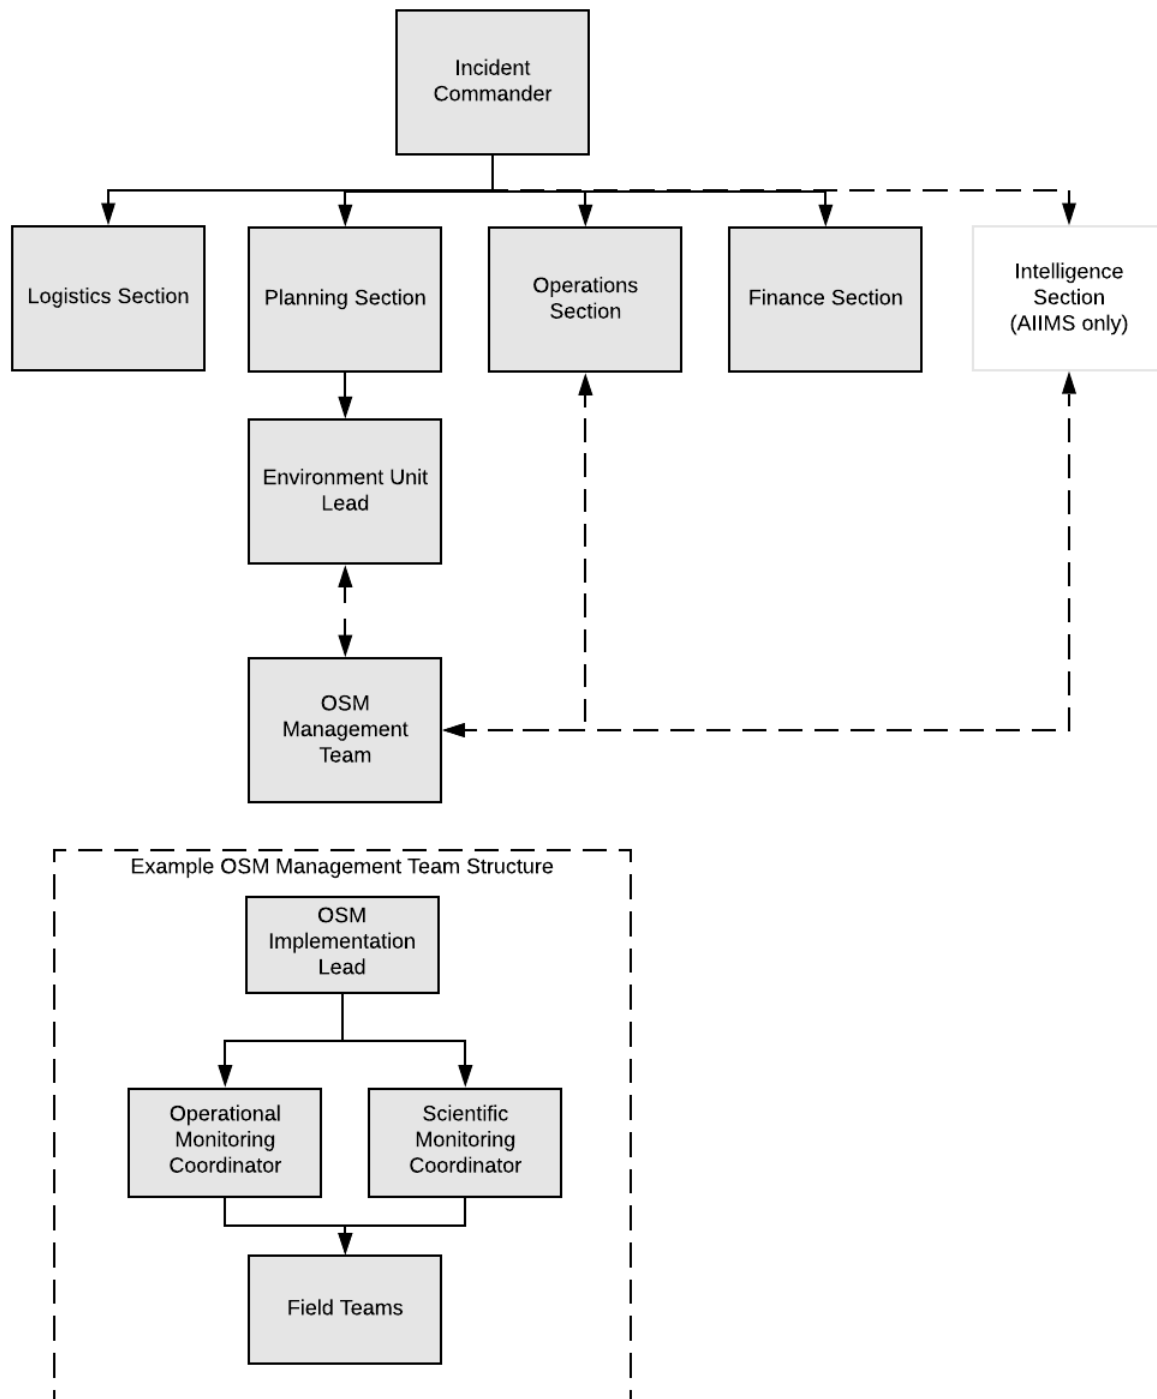 Incident
Commander
Logistics Section
Planning Section
Operations
Section
Finance Section
Intelligence
Section
(AIIMS only)
Environment Unit
Lead
OSM
Management
Team
Example OSM Management Team Structure
OSM
Implementation
Lead
Operational
Monitoring
Coordinator
Scientific
Monitoring
Coordinator
Field Teams